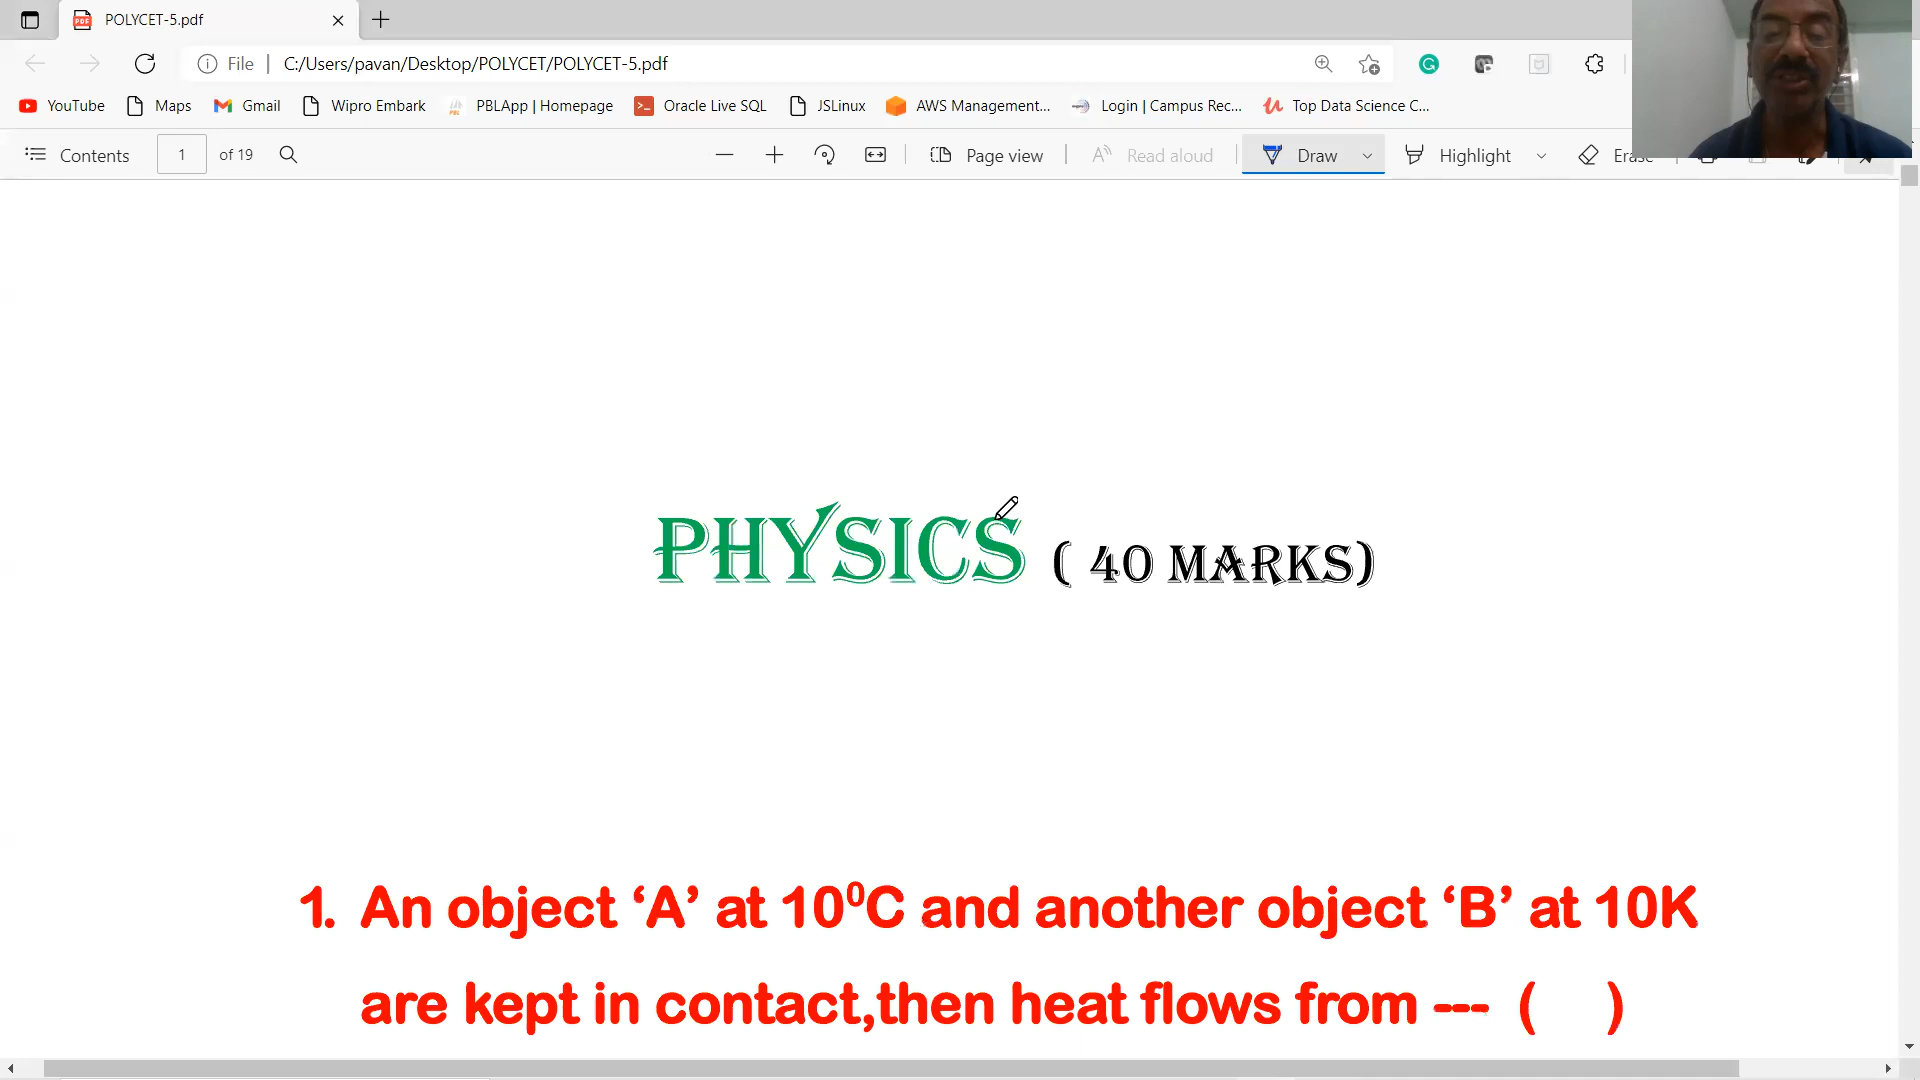 POLYCET-5.pdf
File C:/Users/pavan/Desktop/POLYCET/POLYCET-5.pdf
YouTube Maps Gmail Wipro Embark PBLApp | Homepage Oracle Live SQL JSLinux AWS Management... Login | Campus Rec... Top Data Science C...
Contents 1 of 19 Page view Read aloud Draw Highlight Erase
PHYSICS ( 40 MARKS)
1. An object ‘A’ at 10⁰C and another object ‘B’ at 10K
are kept in contact,then heat flows from --- ( )